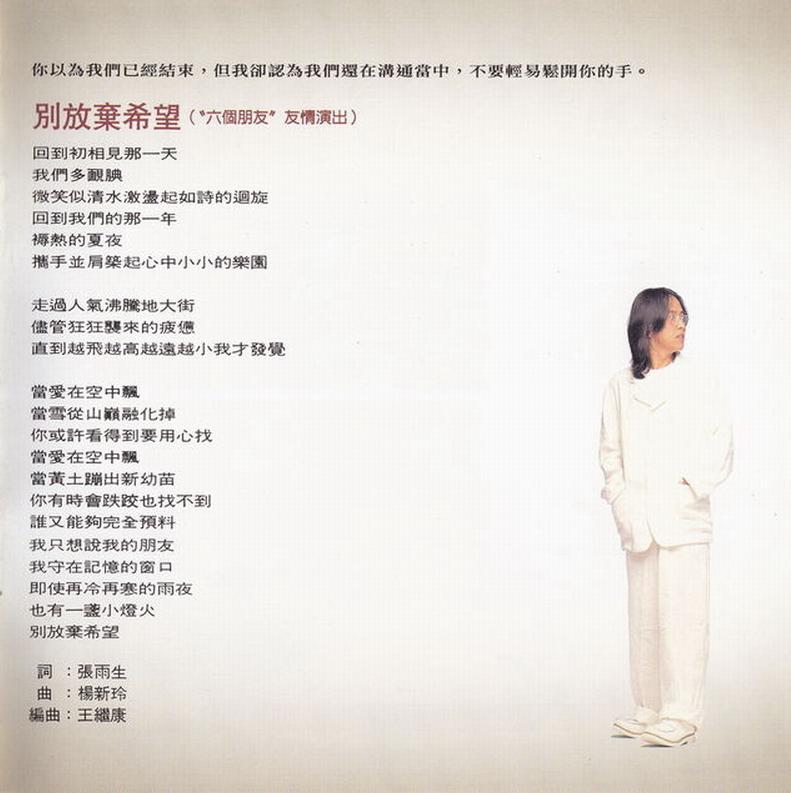 你以為我們已經結束，但我卻認為我們還在溝通當中，不要輕易鬆開你的手。
別放棄希望（〝六個朋友〞友情演出）
回到初相見那一天
我們多靦腆
微笑似清水激盪起如詩的迴旋
回到我們的那一年
褥熱的夏夜
攜手並肩築起心中小小的樂園
走過人氣沸騰地大街
儘管狂狂襲來的疲憊
直到越飛越高越遠越小我才發覺
當愛在空中飄
當雪從山巔融化掉
你或許看得到要用心找
當愛在空中飄
當黃土蹦出新幼苗
你有時會跌跤也找不到
誰又能夠完全預料
我只想說我的朋友
我守在記憶的窗口
即使再冷再寒的雨夜
也有一盞小燈火
別放棄希望
詞：張雨生
曲：楊新玲
編曲：王繼康